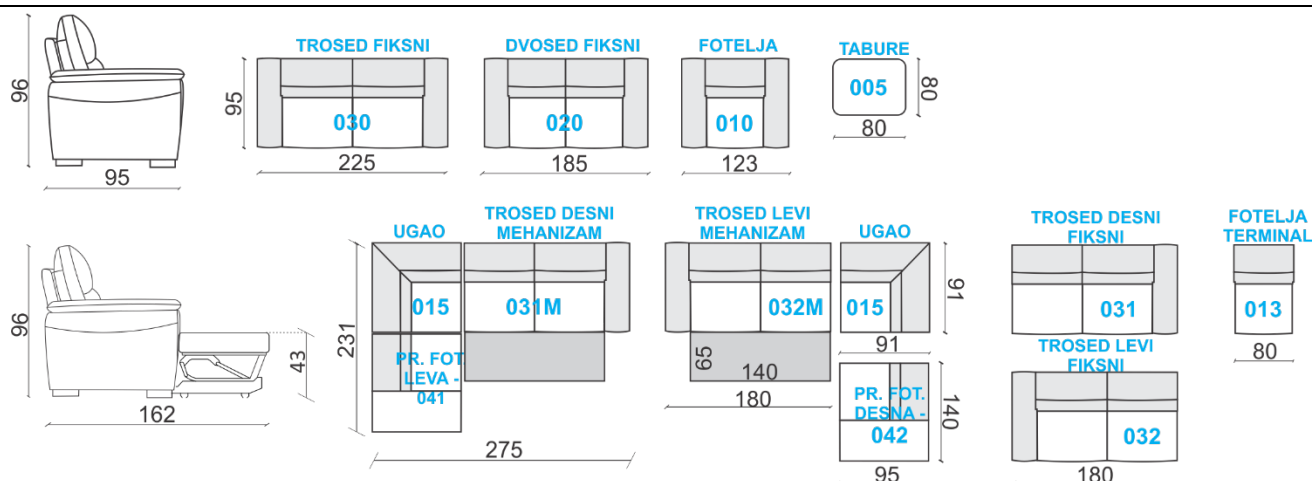 96
95
TROSED FIKSNI
95
030
225
DVOSED FIKSNI
020
185
FOTELJA
010
123
TABURE
005
80
80
96
43
162
231
UGAO
015
PR. FOT.
LEVA -
041
TROSED DESNI
MEHANIZAM
031M
275
TROSED LEVI
MEHANIZAM
032M
65
140
180
UGAO
015
91
91
PR. FOT.
DESNA -
042
140
95
TROSED DESNI
FIKSNI
031
TROSED LEVI
FIKSNI
032
180
FOTELJA
TERMINAL
013
80